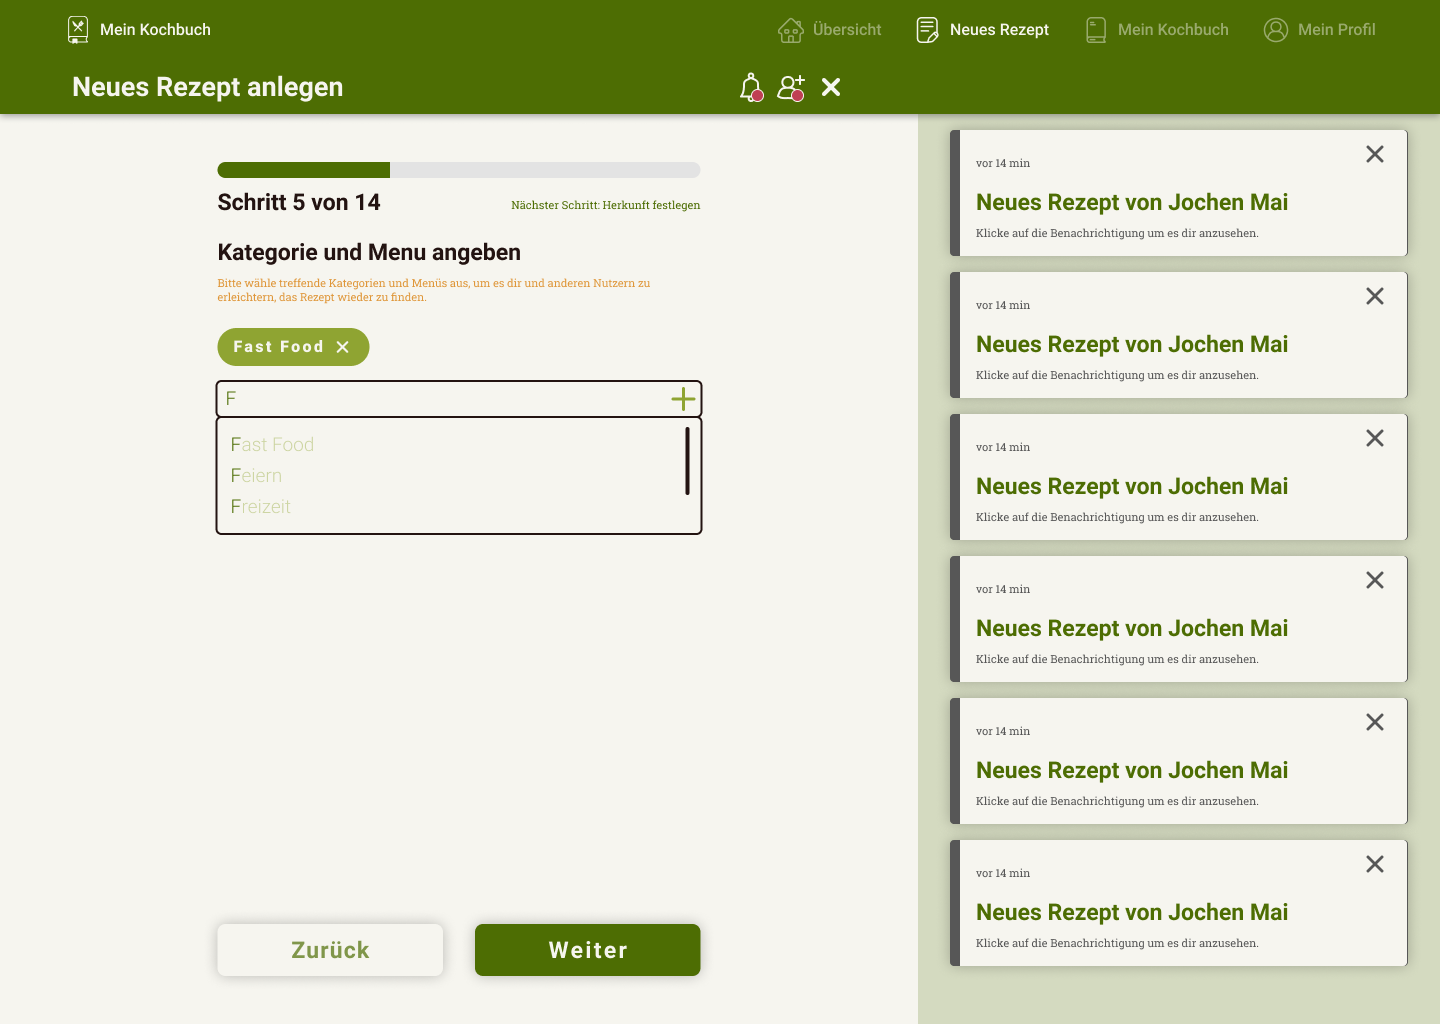 Mein Kochbuch
Übersicht
Neues Rezept
Mein Kochbuch
Mein Profil
Neues Rezept anlegen
Schritt 5 von 14
Nächster Schritt: Herkunft festlegen
Kategorie und Menu angeben
Bitte wähle treffende Kategorien und Menüs aus, um es dir und anderen Nutzern zu
erleichtern, das Rezept wieder zu finden.
Fast Food
F
Fast Food
Feiern
Freizeit
Zurück
Weiter
vor 14 min
Neues Rezept von Jochen Mai
Klicke auf die Benachrichtigung um es dir anzusehen.
vor 14 min
Neues Rezept von Jochen Mai
Klicke auf die Benachrichtigung um es dir anzusehen.
vor 14 min
Neues Rezept von Jochen Mai
Klicke auf die Benachrichtigung um es dir anzusehen.
vor 14 min
Neues Rezept von Jochen Mai
Klicke auf die Benachrichtigung um es dir anzusehen.
vor 14 min
Neues Rezept von Jochen Mai
Klicke auf die Benachrichtigung um es dir anzusehen.
vor 14 min
Neues Rezept von Jochen Mai
Klicke auf die Benachrichtigung um es dir anzusehen.